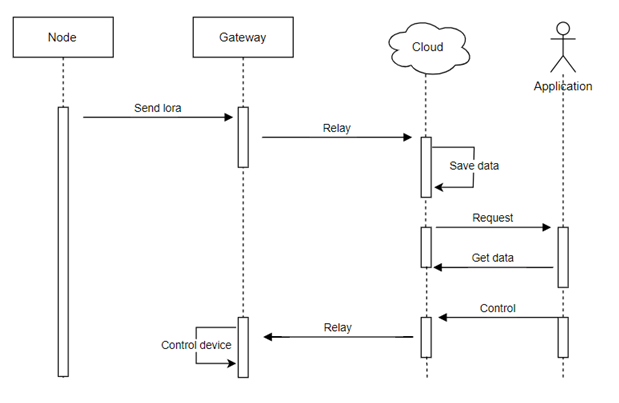 Node
Gateway
Cloud
Application
Send lora
Relay
Save data
Request
Get data
Control
Relay
Control device